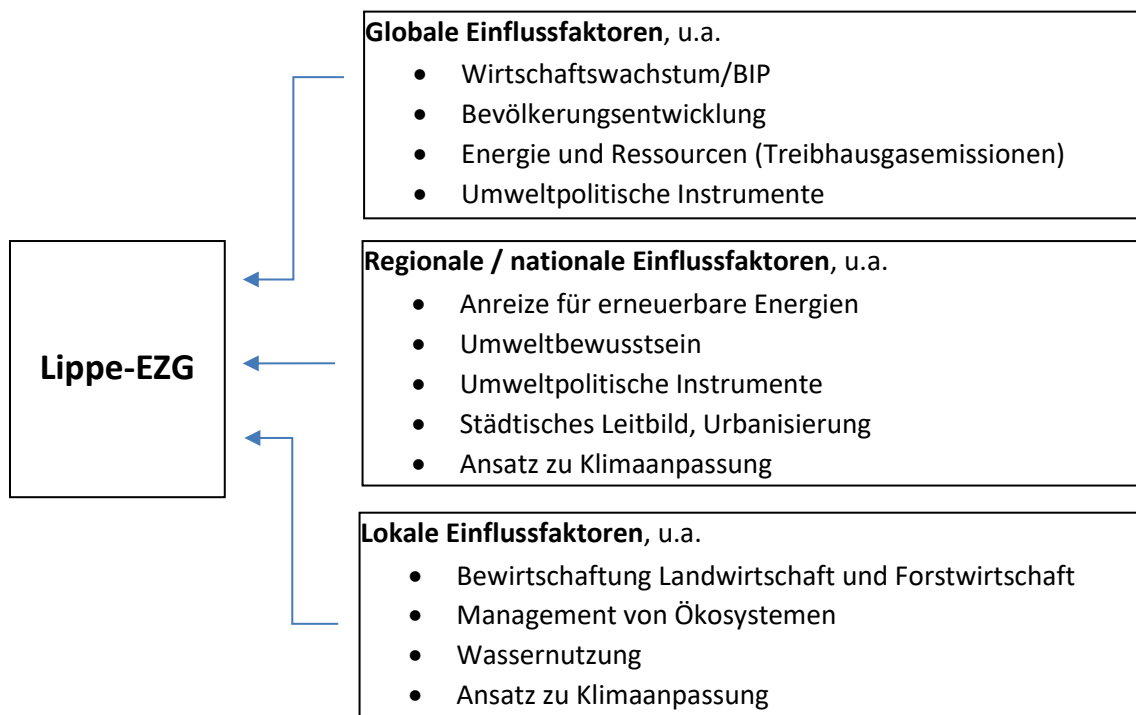 Globale Einflussfaktoren, u.a.
• Wirtschaftswachstum/BIP
• Bevölkerungsentwicklung
• Energie und Ressourcen (Treibhausgasemissionen)
• Umweltpolitische Instrumente
Lippe-EZG
Regionale / nationale Einflussfaktoren, u.a.
• Anreize für erneuerbare Energien
• Umweltbewusstsein
• Umweltpolitische Instrumente
• Städtisches Leitbild, Urbanisierung
• Ansatz zu Klimaanpassung
Lokale Einflussfaktoren, u.a.
• Bewirtschaftung Landwirtschaft und Forstwirtschaft
• Management von Ökosystemen
• Wassernutzung
• Ansatz zu Klimaanpassung